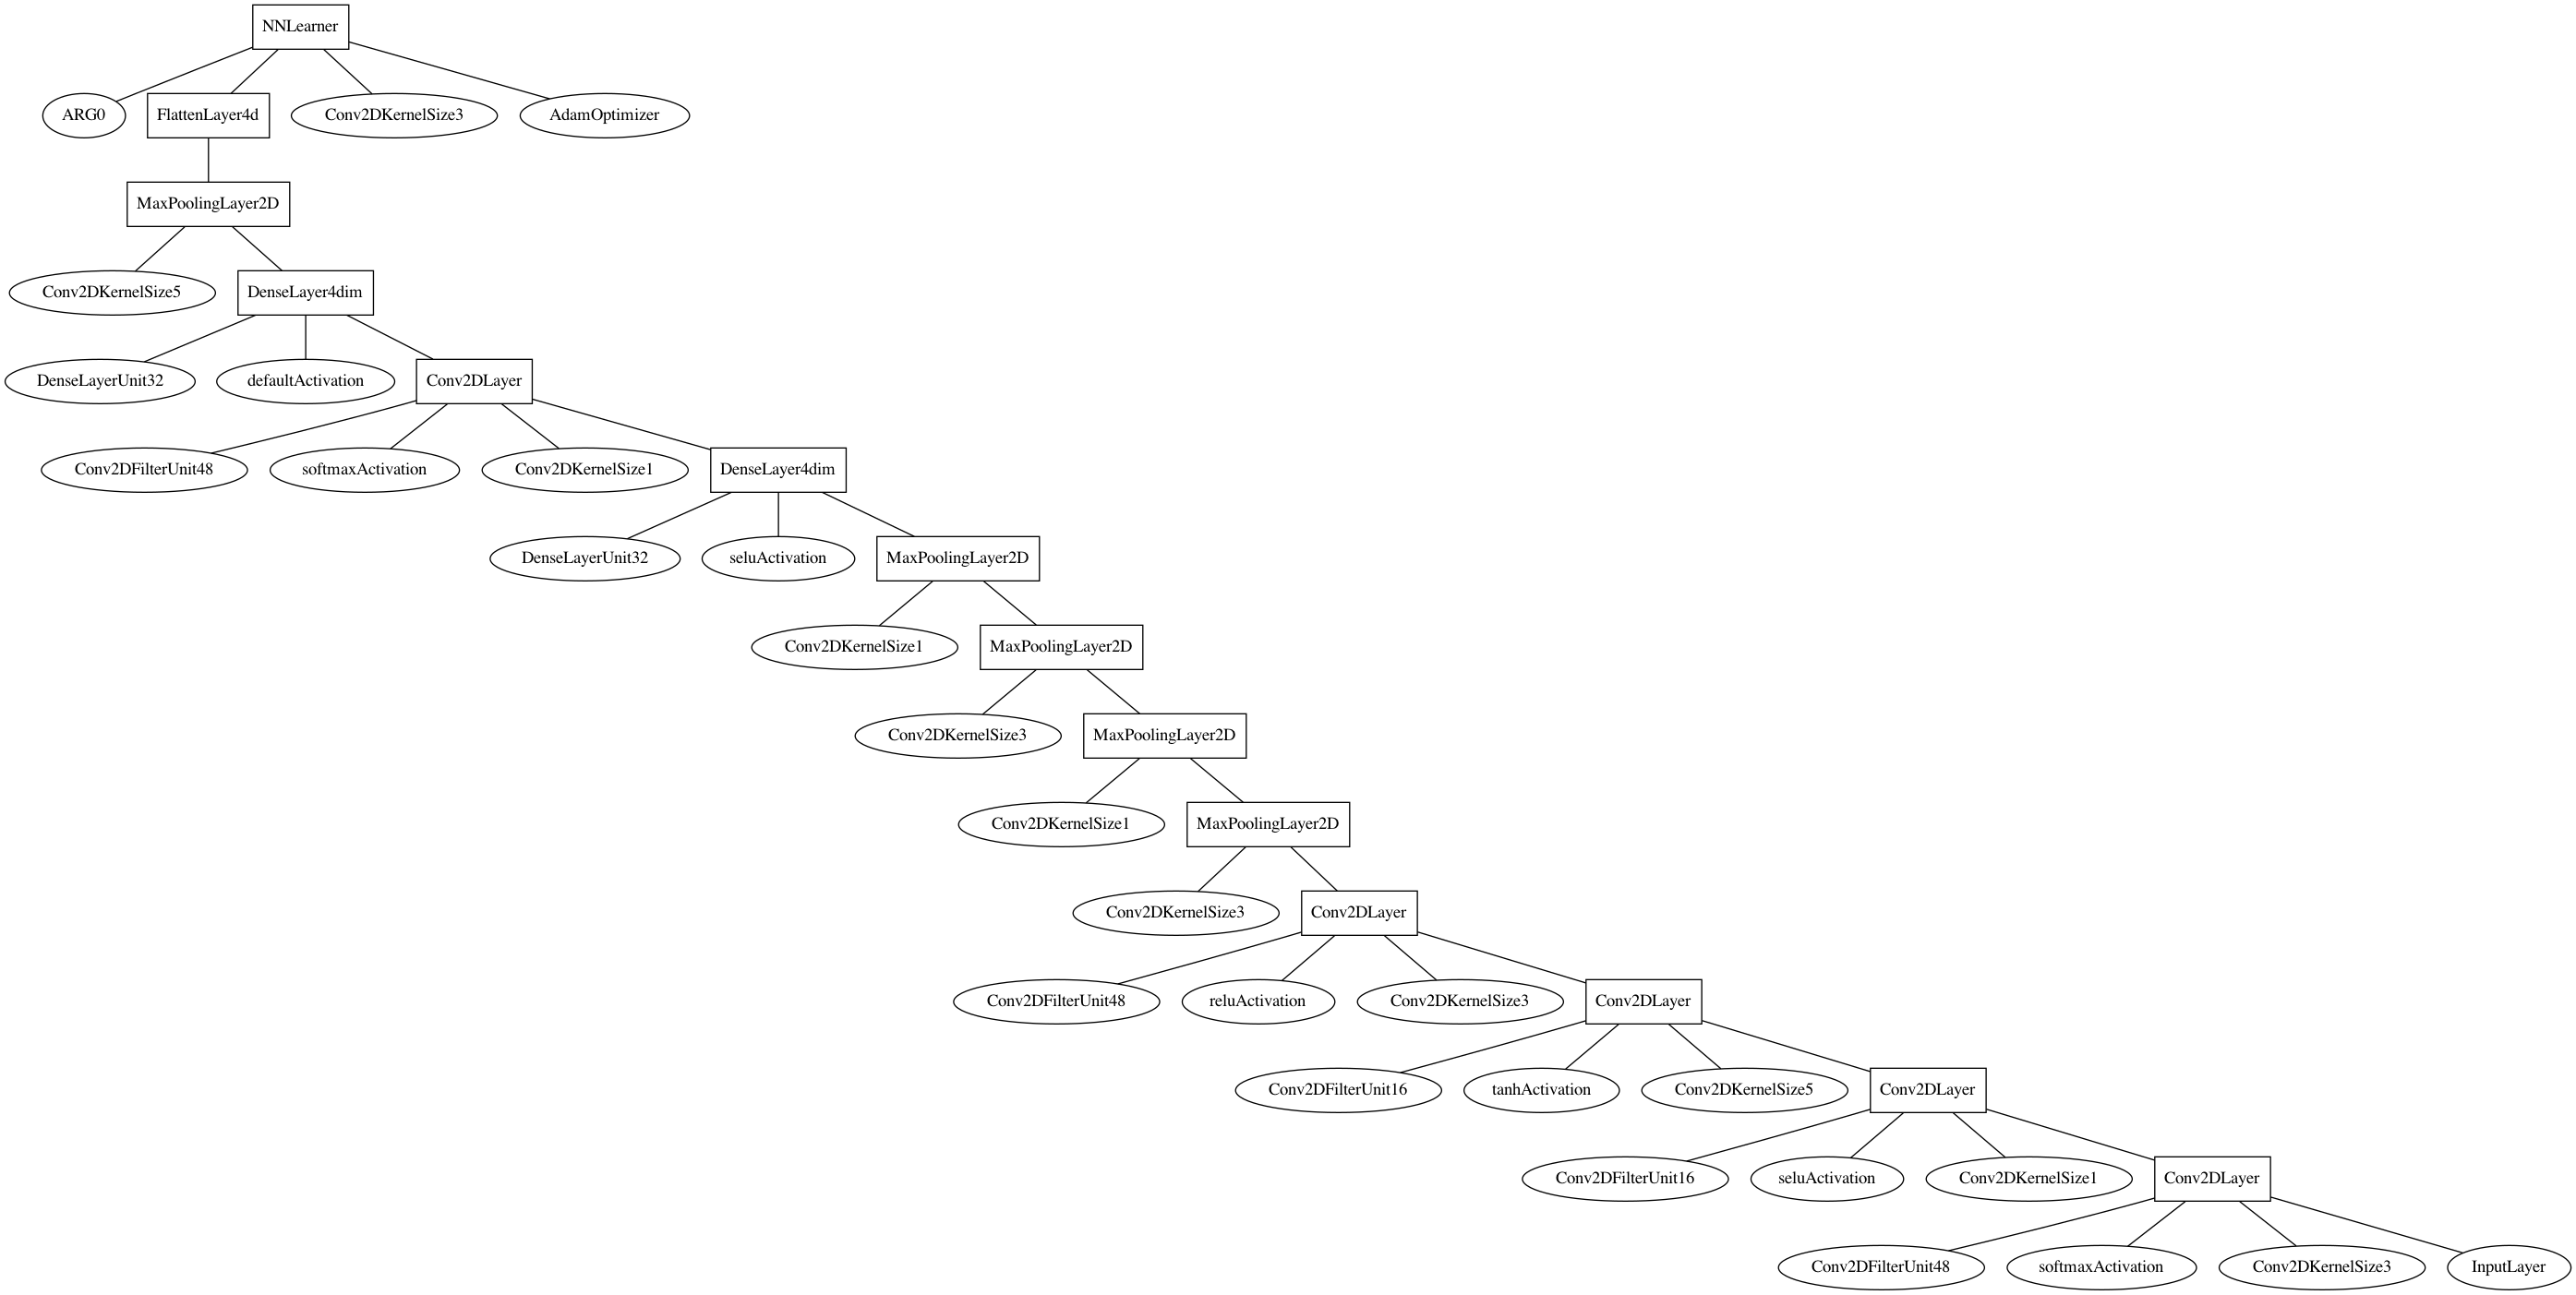 NNLearner
ARG0
FlattenLayer4d
Conv2DKernelSize3
AdamOptimizer
MaxPoolingLayer2D
Conv2DKernelSize5
DenseLayer4dim
DenseLayerUnit32
defaultActivation
Conv2DLayer
Conv2DFilterUnit48
softmaxActivation
Conv2DKernelSize1
DenseLayer4dim
DenseLayerUnit32
seluActivation
MaxPoolingLayer2D
Conv2DKernelSize1
MaxPoolingLayer2D
Conv2DKernelSize3
MaxPoolingLayer2D
Conv2DKernelSize1
MaxPoolingLayer2D
Conv2DKernelSize3
Conv2DLayer
Conv2DFilterUnit48
reluActivation
Conv2DKernelSize3
Conv2DLayer
Conv2DFilterUnit16
tanhActivation
Conv2DKernelSize5
Conv2DLayer
Conv2DFilterUnit16
seluActivation
Conv2DKernelSize1
Conv2DLayer
Conv2DFilterUnit48
softmaxActivation
Conv2DKernelSize3
InputLayer